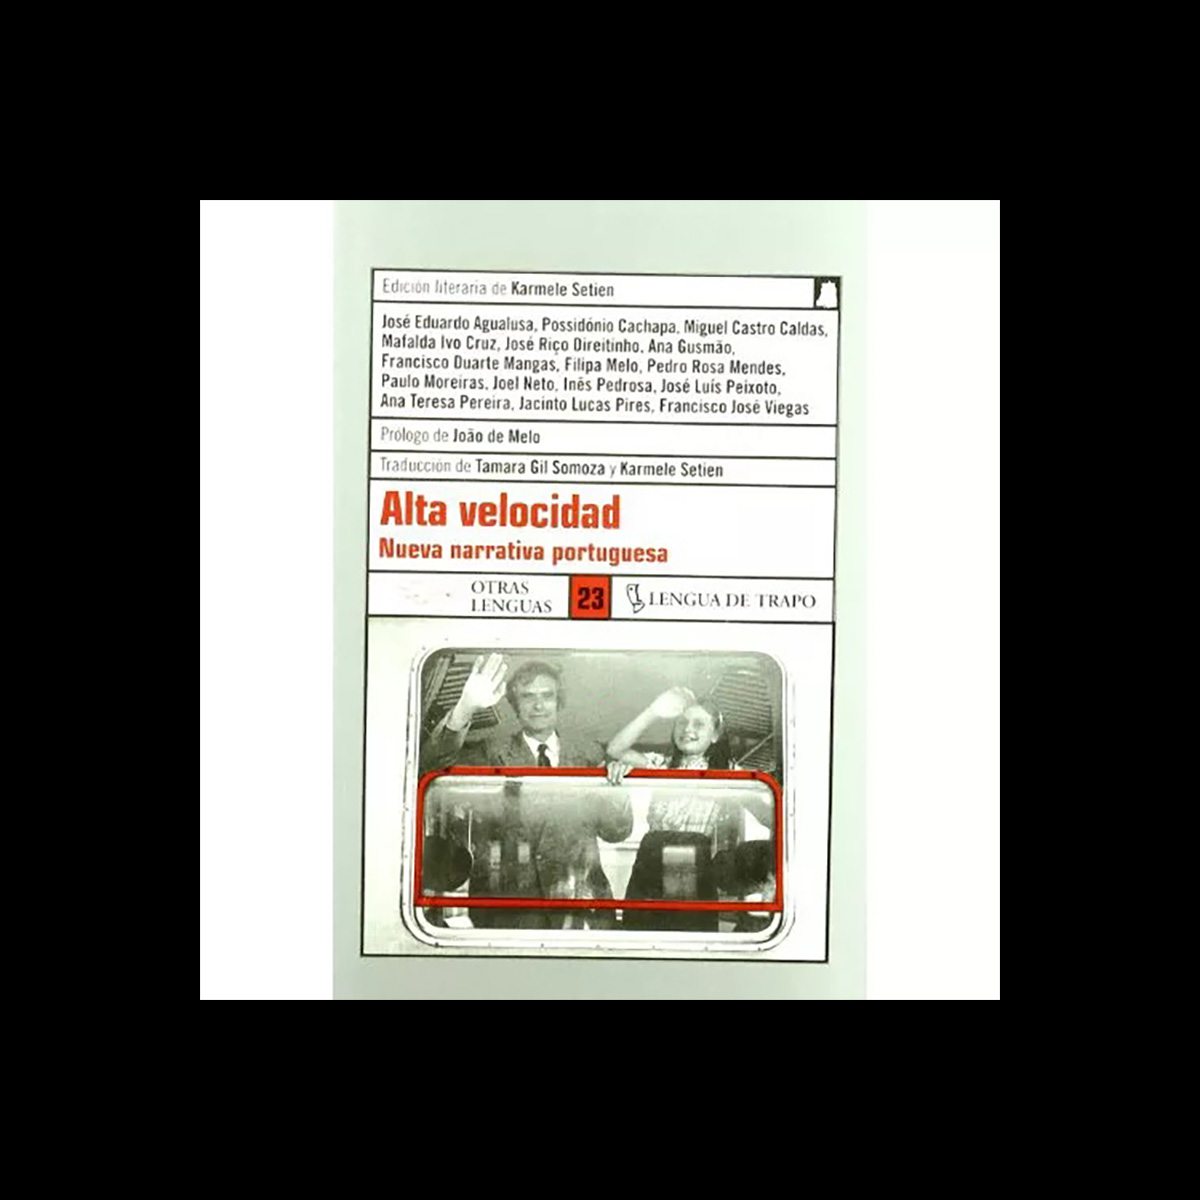 Edición literaria de Karmele Setien
José Eduardo Agualusa, Possidónio Cachapa, Miguel Castro Caldas,
Mafalda Ivo Cruz, José Riço Direitinho, Ana Gusmão,
Francisco Duarte Mangas, Filipa Melo, Pedro Rosa Mendes,
Paulo Moreiras, Joel Neto, Inês Pedrosa, José Luís Peixoto,
Ana Teresa Pereira, Jacinto Lucas Pires, Francisco José Viegas
Prólogo de João de Melo
Traducción de Tamara Gil Somoza y Karmele Setien
Alta velocidad
Nueva narrativa portuguesa
OTRAS
LENGUAS
23
LENGUA DE TRAPO